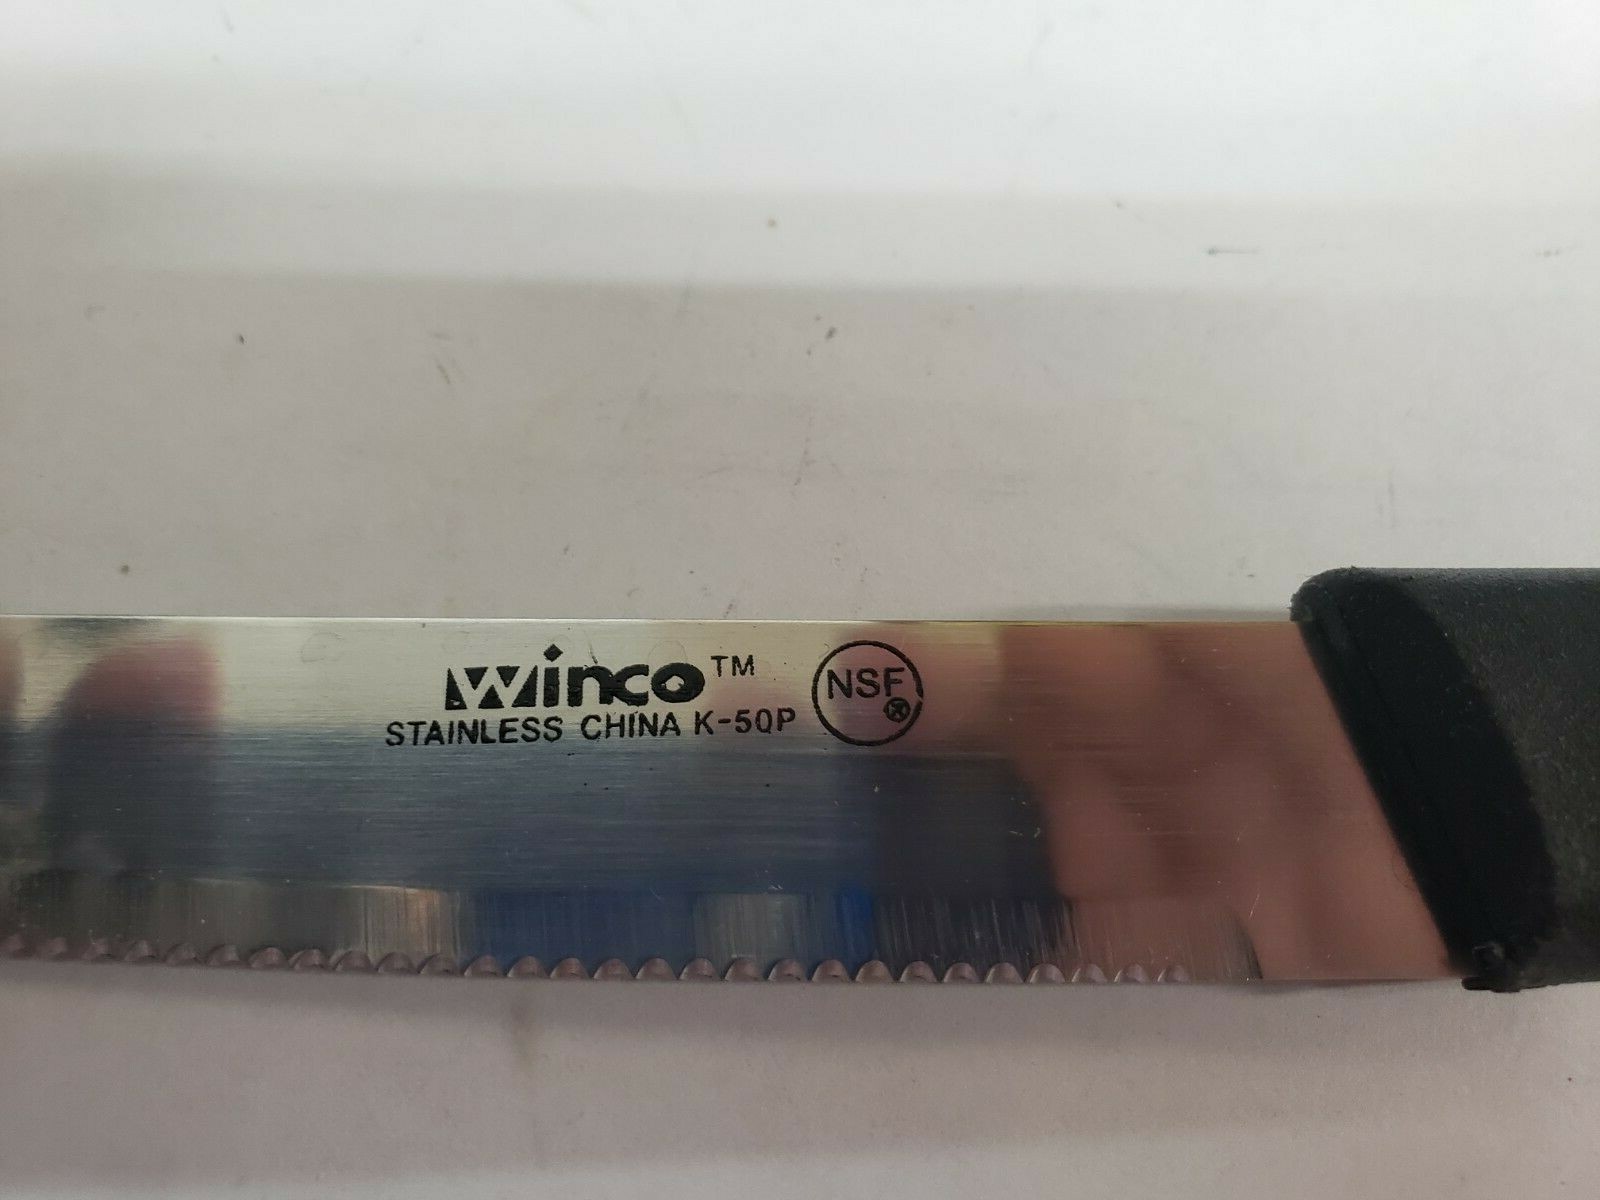 Winco™
STAINLESS CHINA K-50P
NSF
®